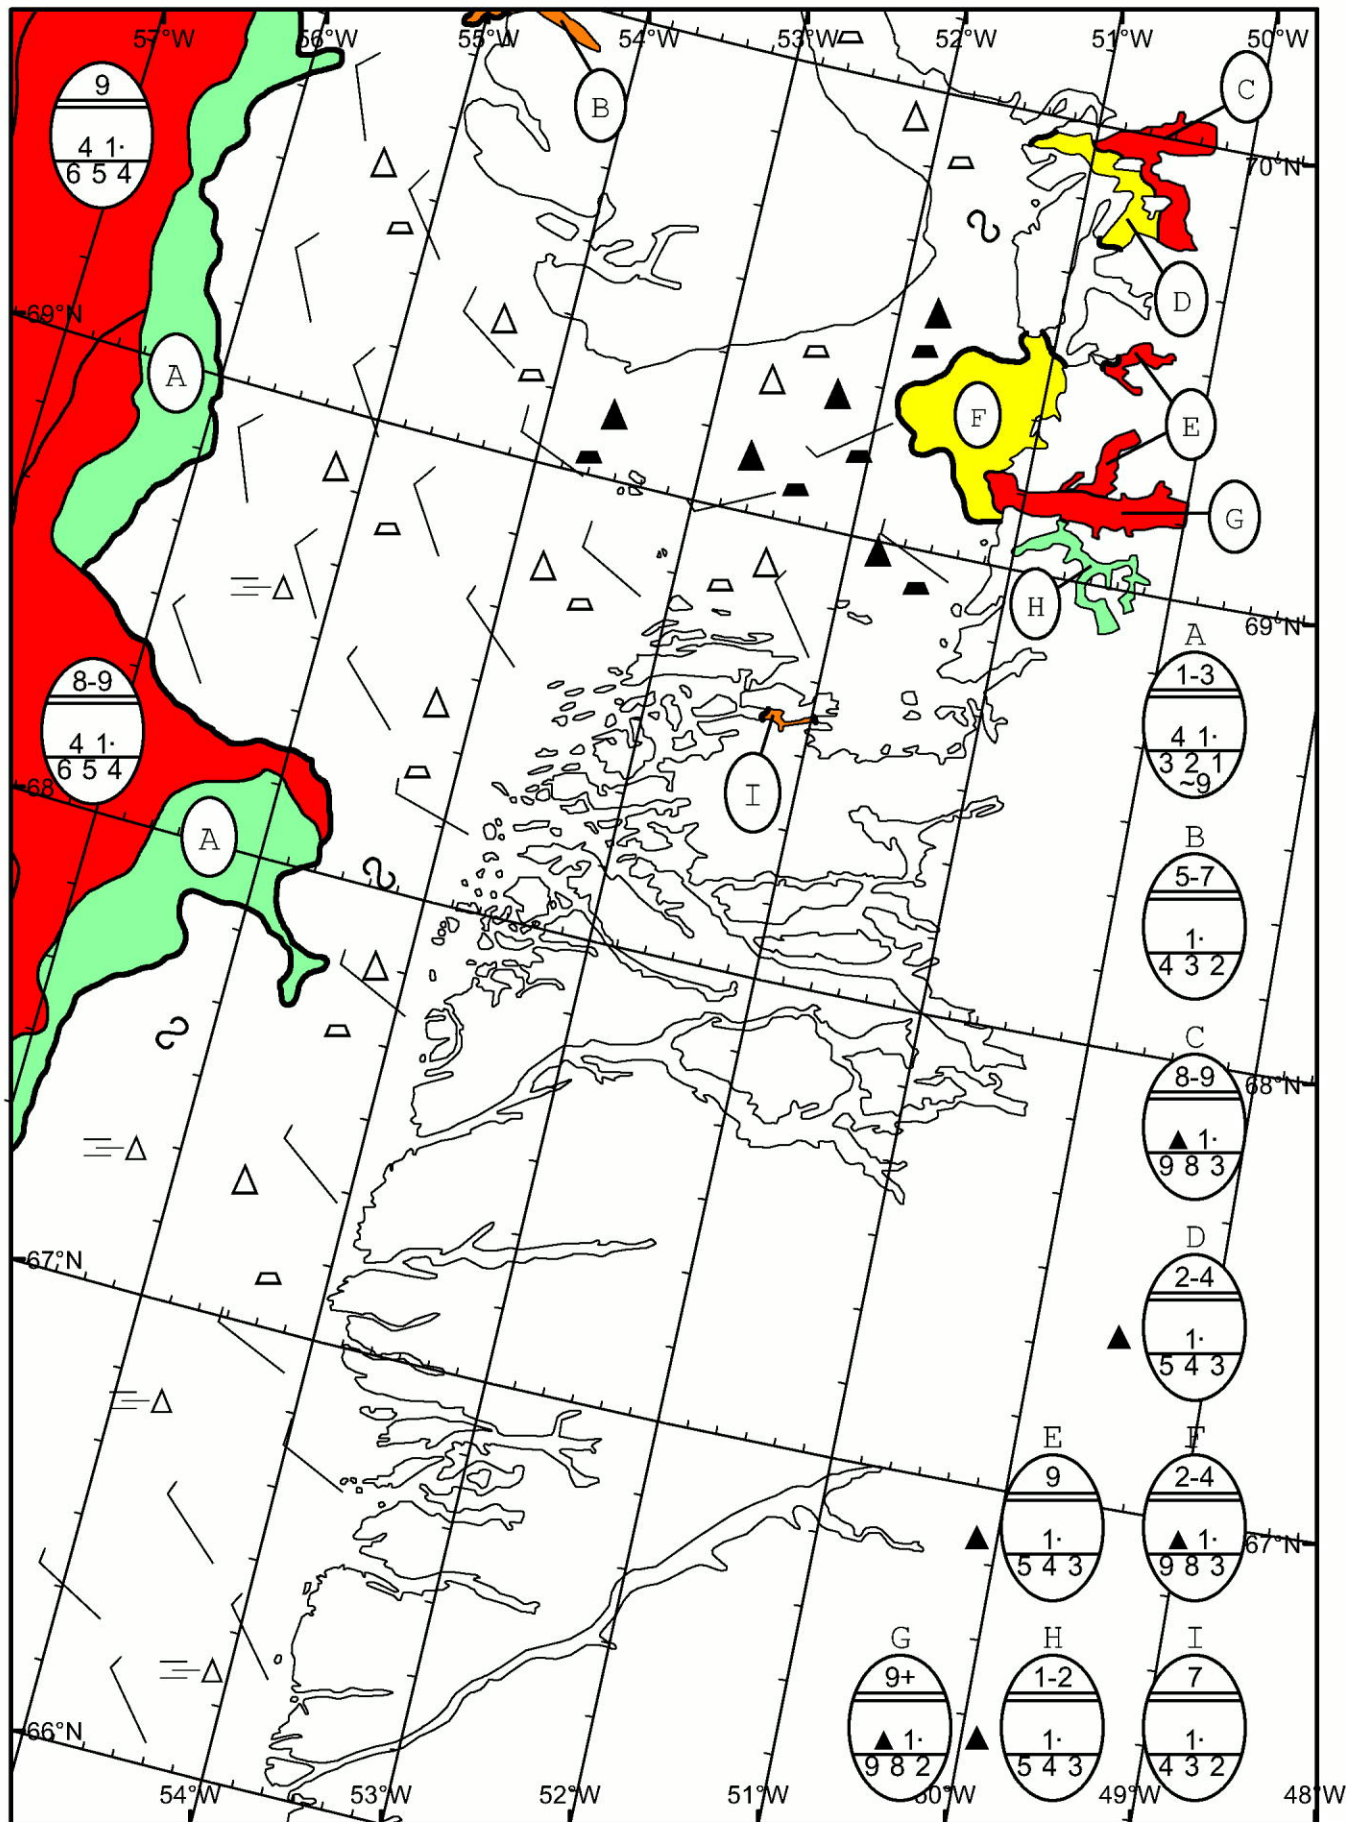 57°W 56°W 55°W 54°W 53°W 52°W 51°W 50°W
9
4 1·
6 5 4
B
C
70°N
D
69°N
A
F
E
G
H
69°N
8-9
4 1·
6 5 4
68
A
I
A
1-3
4 1·
3 2 1
~9
B
5-7
1·
4 3 2
C
8-9
▲ 1·
9 8 3
68°N
D
2-4
▲ 1·
5 4 3
67°N
E
9
▲ 1·
5 4 3
F
2-4
▲ 1·
9 8 3
67°N
G
9+
▲ 1·
9 8 2
H
1-2
▲ 1·
5 4 3
I
7
1·
4 3 2
66°N
54°W 53°W 52°W 51°W 50°W 49°W 48°W